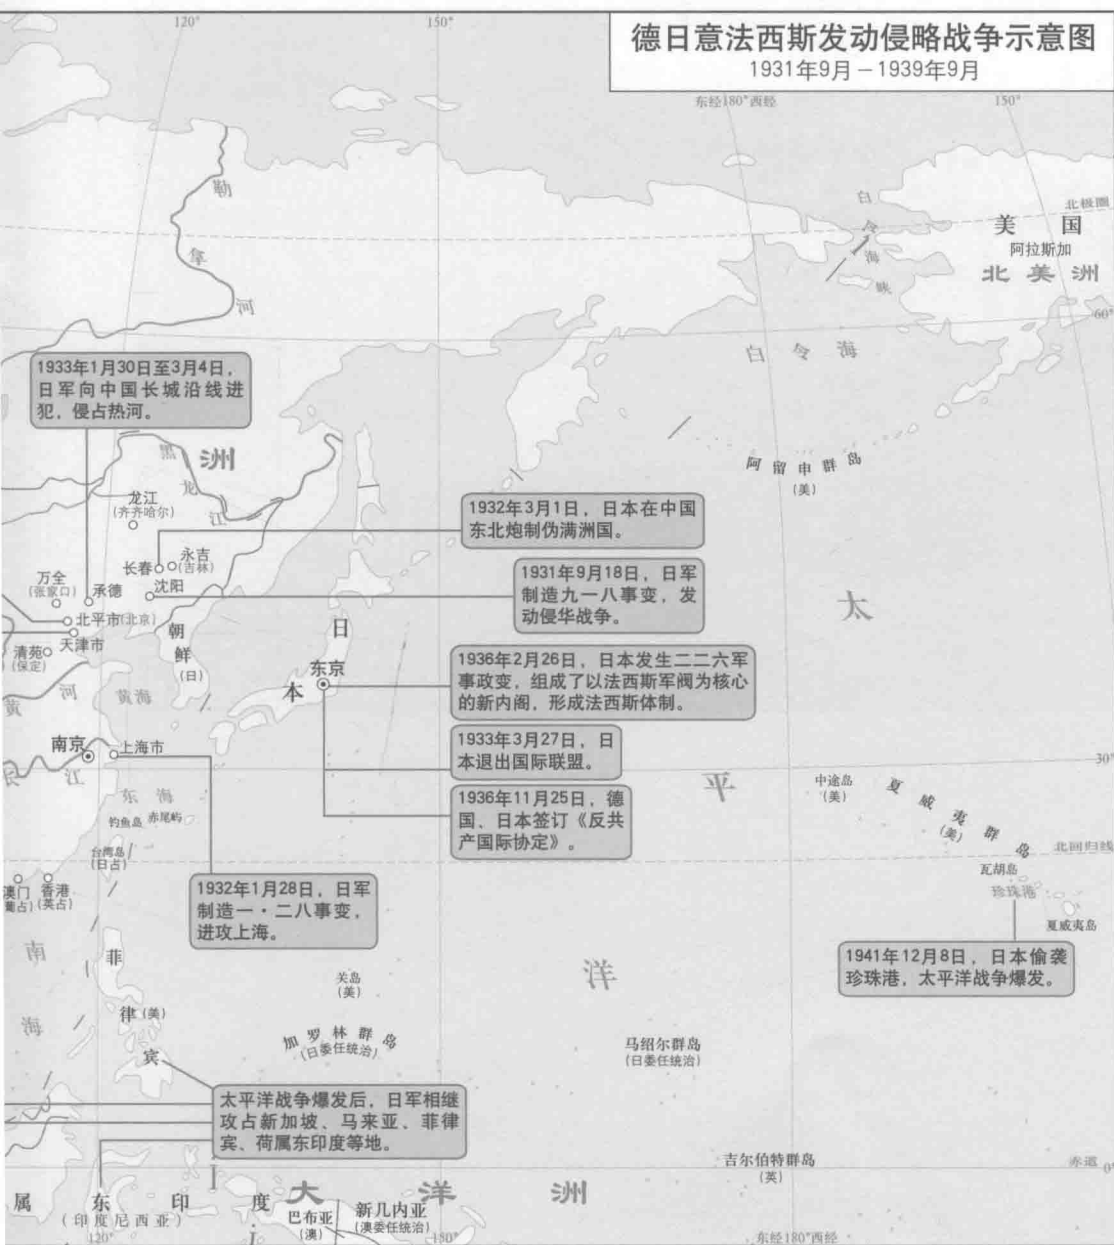 120°
150°
德日意法西斯发动侵略战争示意图
1931年9月－1939年9月
东经180°西经
150°
勒
拿
河
白
令
海
峡
北极圈
美 国
阿拉斯加
北 美 洲
60°
白 令 海
1933年1月30日至3月4日，
日军向中国长城沿线进
犯，侵占热河。
洲
黑
龙
江
阿留申群岛
(美)
龙江
(齐齐哈尔)
1932年3月1日，日本在中国
东北炮制伪满洲国。
永吉
(吉林)
长春
沈阳
1931年9月18日，日军
制造九一八事变，发
动侵华战争。
万全
(张家口)
承德
北平市(北京)
天津市
清苑
(保定)
朝
鲜
(日)
日
本
东京
太
1936年2月26日，日本发生二二六军
事政变，组成了以法西斯军阀为核心
的新内阁，形成法西斯体制。
黄 河
黄海
1933年3月27日，日
本退出国际联盟。
南京
上海市
长 江
30°
平
中途岛
(美)
夏威夷群岛
(美)
1936年11月25日，德
国、日本签订《反共
产国际协定》。
东 海
钓鱼岛 赤尾屿
台湾岛
(日占)
北回归线
瓦胡岛
珍珠港
夏威夷岛
澳门
葡占)
香港
(英占)
1932年1月28日，日军
制造一·二八事变，
进攻上海。
1941年12月8日，日本偷袭
珍珠港，太平洋战争爆发。
南
海
菲
律(美)
宾
关岛
(美)
洋
加罗林群岛
(日委任统治)
马绍尔群岛
(日委任统治)
太平洋战争爆发后，日军相继
攻占新加坡、马来亚、菲律
宾、荷属东印度等地。
吉尔伯特群岛
(英)
赤道
0°
属 东 印 度
(印度尼西亚)
大 洋 洲
巴布亚
(澳)
新几内亚
(澳委任统治)
120°
150°
东经180°西经